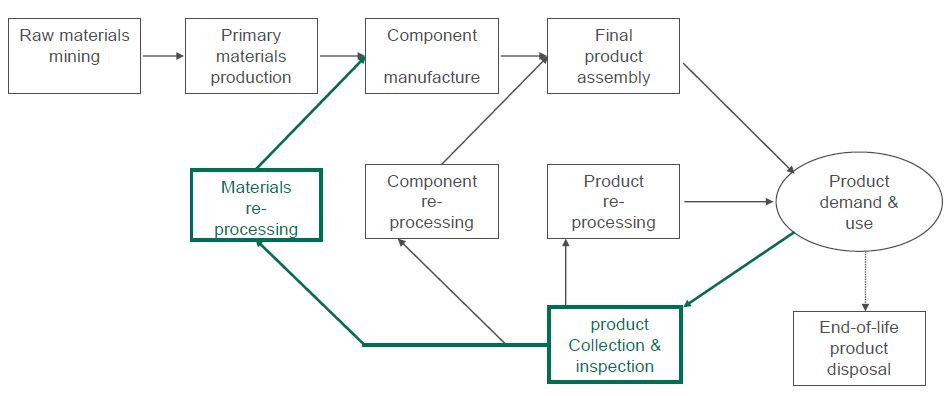 Raw materials
mining
Primary
materials
production
Component
manufacture
Final
product
assembly
Materials
re-
processing
Component
re-
processing
Product
re-
processing
Product
demand &
use
product
Collection &
inspection
End-of-life
product
disposal